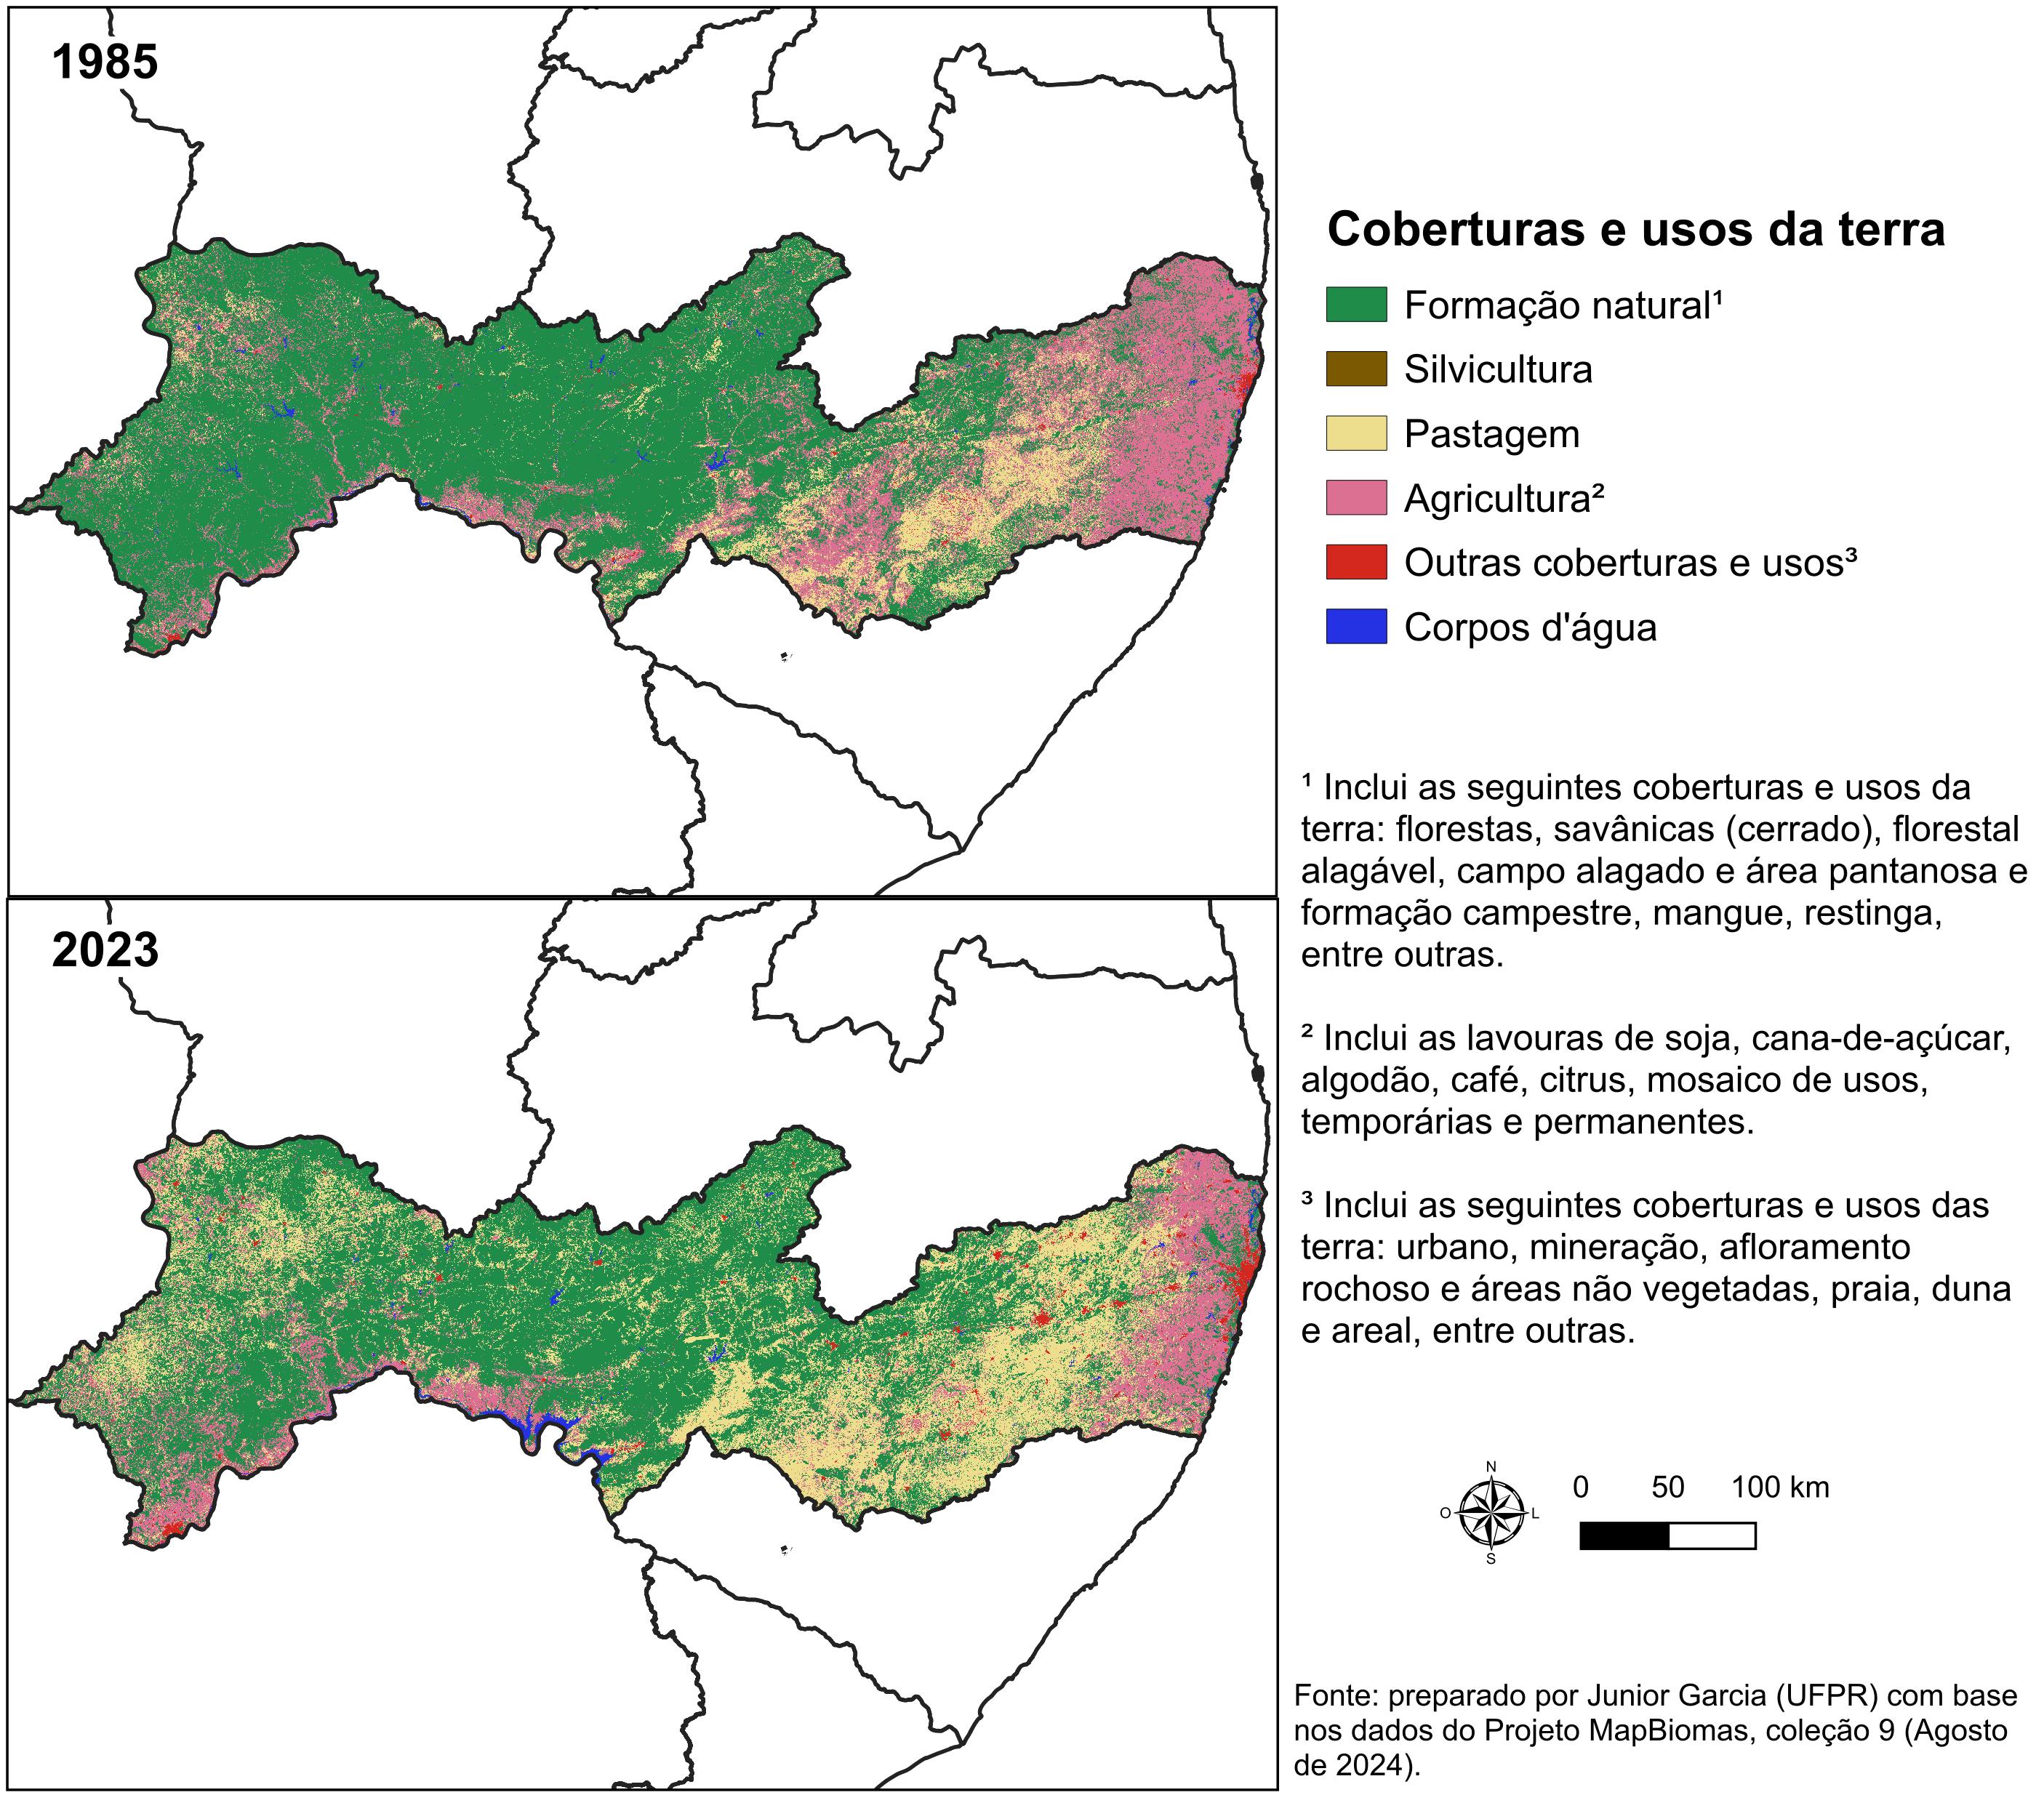 1985
2023
Coberturas e usos da terra
Formação natural¹
Silvicultura
Pastagem
Agricultura²
Outras coberturas e usos³
Corpos d'água
¹ Inclui as seguintes coberturas e usos da
terra: florestas, savânicas (cerrado), florestal
alagável, campo alagado e área pantanosa e
formação campestre, mangue, restinga,
entre outras.
² Inclui as lavouras de soja, cana-de-açúcar,
algodão, café, citrus, mosaico de usos,
temporárias e permanentes.
³ Inclui as seguintes coberturas e usos das
terra: urbano, mineração, afloramento
rochoso e áreas não vegetadas, praia, duna
e areal, entre outras.
N
O L
S
0 50 100 km
Fonte: preparado por Junior Garcia (UFPR) com base
nos dados do Projeto MapBiomas, coleção 9 (Agosto
de 2024).